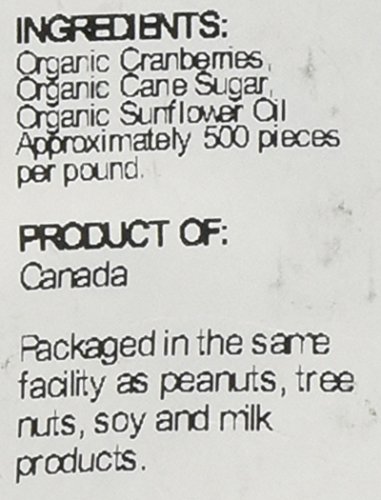 INGREDIENTS:
Organic Cranberries,
Organic Cane Sugar,
Organic Sunflower Oil
Approximately 500 pieces
per pound.
PRODUCT OF:
Canada
Packaged in the same
facility as peanuts, tree
nuts, soy and milk
products.